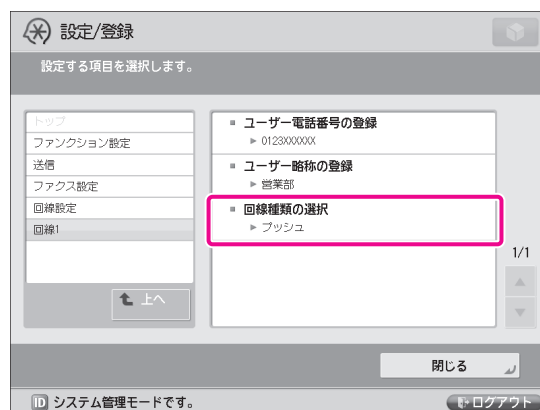 設定/登録
設定する項目を選択します。
トップ
ファンクション設定
送信
ファクス設定
回線設定
回線1
上へ
■ ユーザー電話番号の登録
▶ 0123XXXXXX
■ ユーザー略称の登録
▶ 営業部
■ 回線種類の選択
▶ プッシュ
1/1
閉じる
ID システム管理モードです。
ログアウト